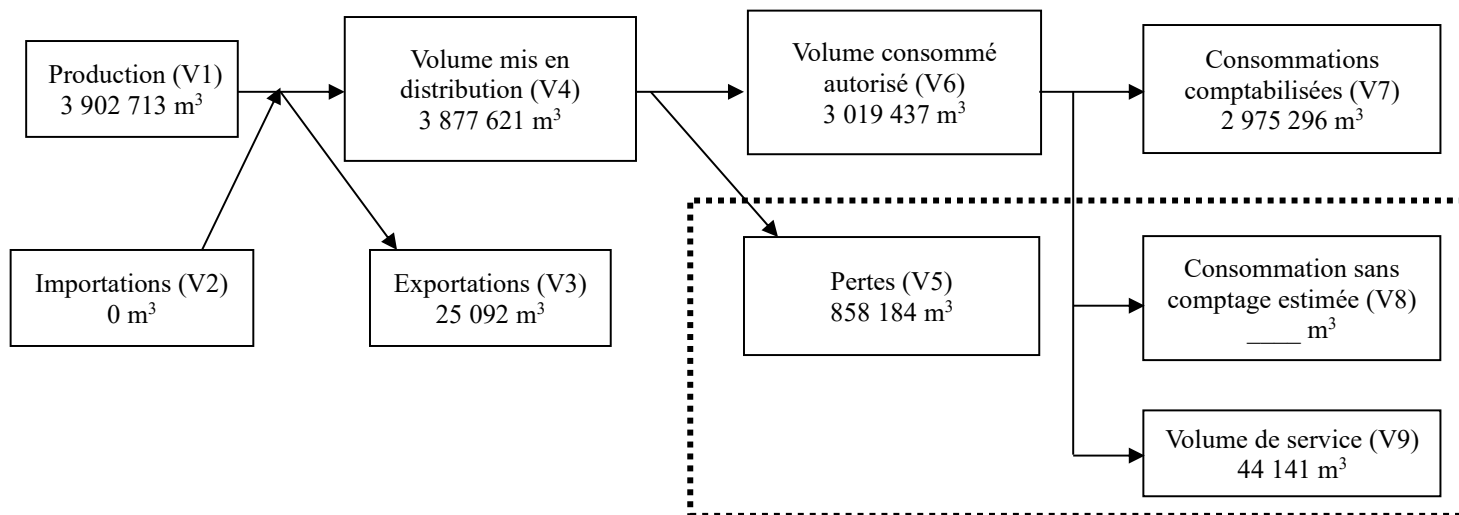 Production (V1)
3 902 713 m³
Volume mis en
distribution (V4)
3 877 621 m³
Volume consommé
autorisé (V6)
3 019 437 m³
Consommations
comptabilisées (V7)
2 975 296 m³
Importations (V2)
0 m³
Exportations (V3)
25 092 m³
Pertes (V5)
858 184 m³
Consommation sans
comptage estimée (V8)
____ m³
Volume de service (V9)
44 141 m³